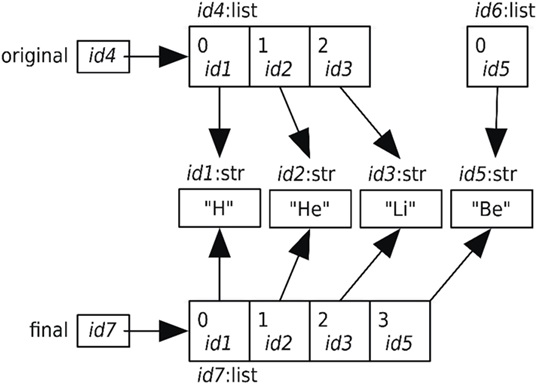 id4:list
id6:list
original
id4
0
1
2
0
id1
id2
id3
id5
id1:str
id2:str
id3:str
id5:str
"H"
"He"
"Li"
"Be"
final
id7
0
1
2
3
id1
id2
id3
id5
id7:list